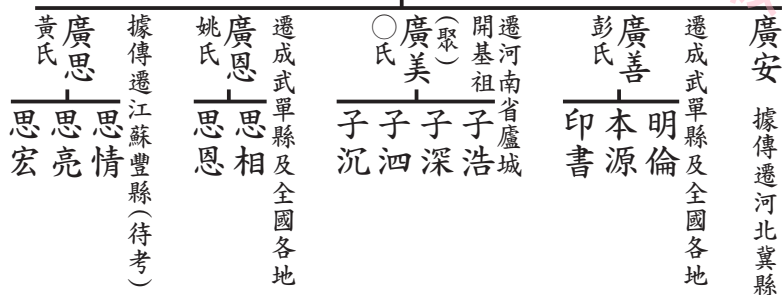 廣安
據傳遷河北冀縣
遷成武單縣及全國各地
廣善
彭氏
明倫
本源
印書
遷河南省廬城
開基祖
(聚)
廣美
○氏
子浩
子深
子泗
子沉
遷成武單縣及全國各地
廣恩
姚氏
思相
思恩
據傳遷江蘇豐縣(待考)
廣思
黃氏
思情
思亮
思宏